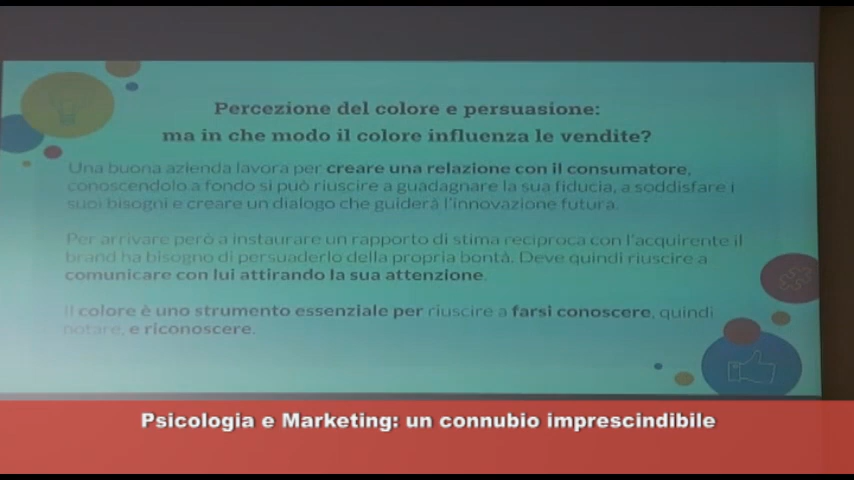 Percezione del colore e persuasione:
ma in che modo il colore influenza le vendite?
Una buona azienda lavora per creare una relazione con il consumatore,
conoscendolo a fondo si può riuscire a guadagnare la sua fiducia, a soddisfare i
suoi bisogni e creare un dialogo che guiderà l'innovazione futura.
Per arrivare però a instaurare un rapporto di stima reciproca con l'acquirente il
brand ha bisogno di persuaderlo della propria bontà. Deve quindi riuscire a
comunicare con lui attirando la sua attenzione.
Il colore è uno strumento essenziale per riuscire a farsi conoscere, quindi
notare, e riconoscere.
Psicologia e Marketing: un connubio imprescindibile